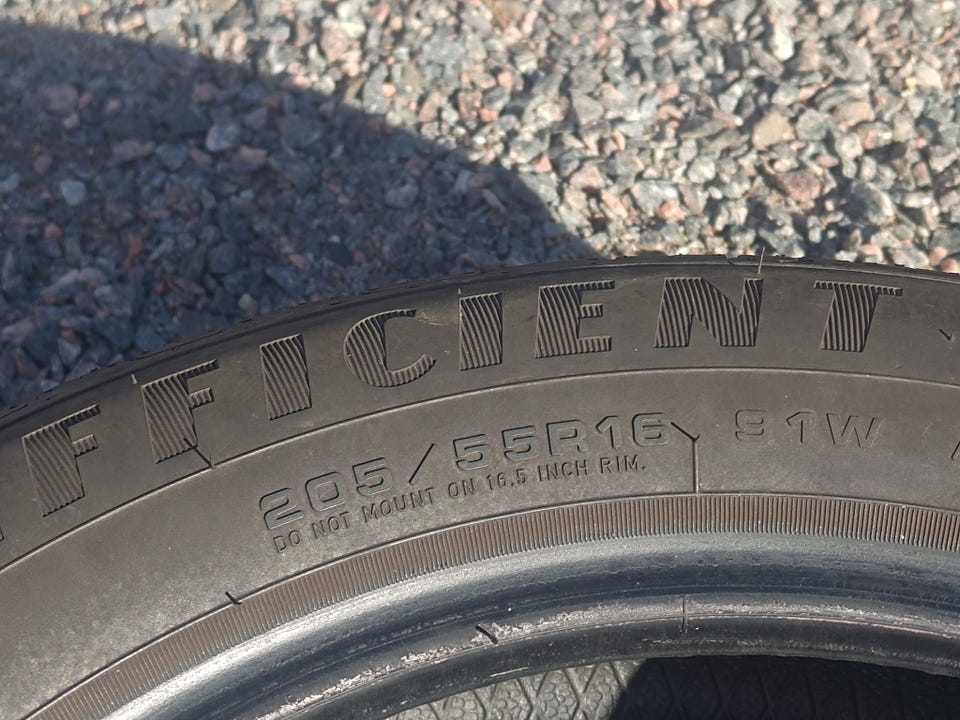 FFICIENT
205/55R16 91W
DO NOT MOUNT ON 16.5 INCH RIM.